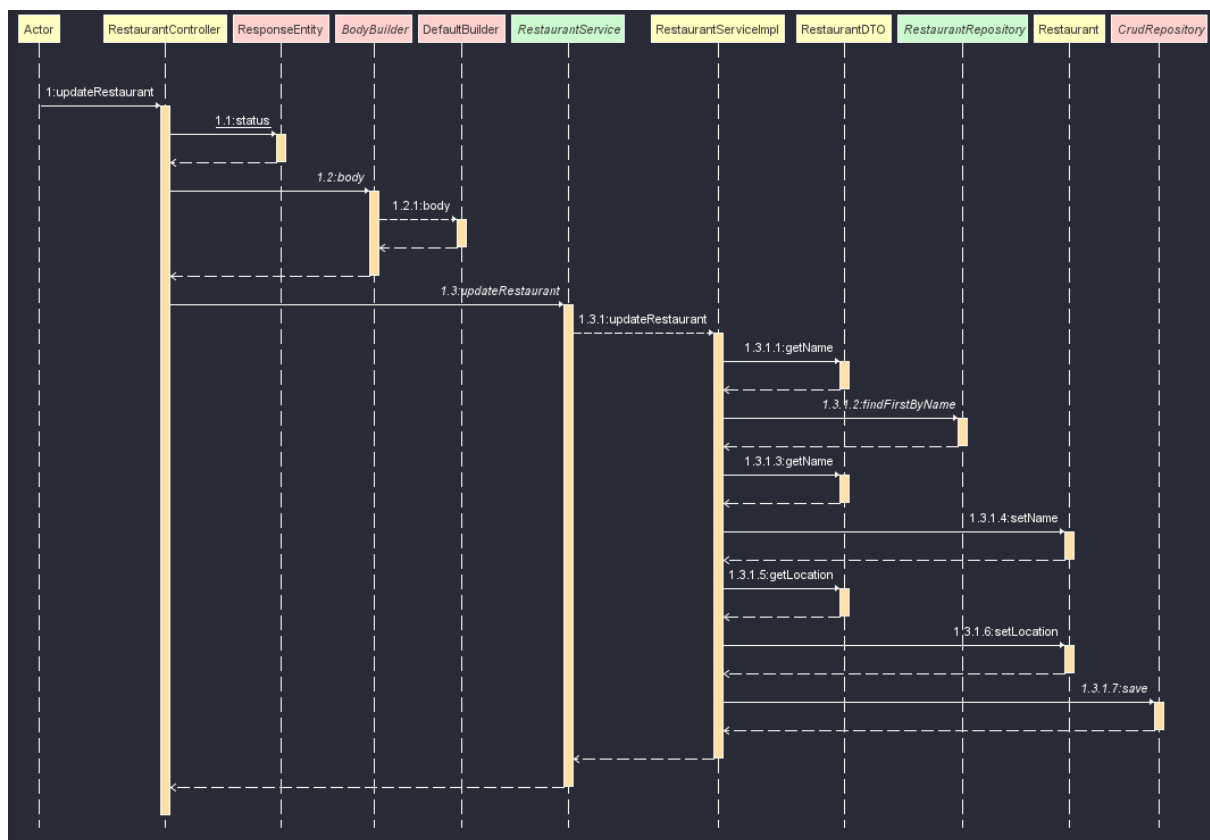 Actor RestaurantController ResponseEntity BodyBuilder DefaultBuilder RestaurantService RestaurantServiceImpl RestaurantDTO RestaurantRepository Restaurant CrudRepository
1:updateRestaurant
1.1:status
1.2:body
1.2.1:body
1.3:updateRestaurant
1.3.1:updateRestaurant
1.3.1.1:getName
1.3.1.2:findFirstByName
1.3.1.3:getName
1.3.1.4:setName
1.3.1.5:getLocation
1.3.1.6:setLocation
1.3.1.7:save